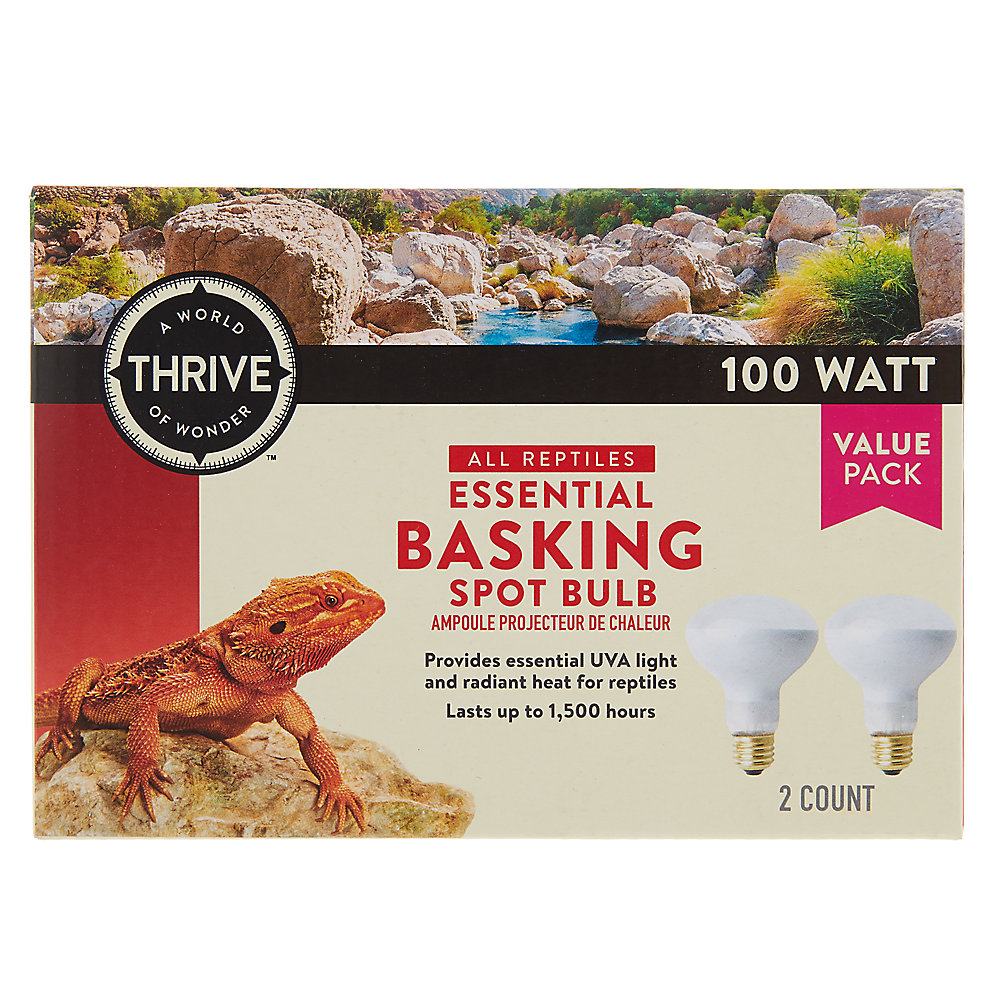 A WORLD
THRIVE
OF WONDER
™
100 WATT
VALUE
PACK
ALL REPTILES
ESSENTIAL
BASKING
SPOT BULB
AMPOULE PROJECTEUR DE CHALEUR
Provides essential UVA light
and radiant heat for reptiles
Lasts up to 1,500 hours
2 COUNT